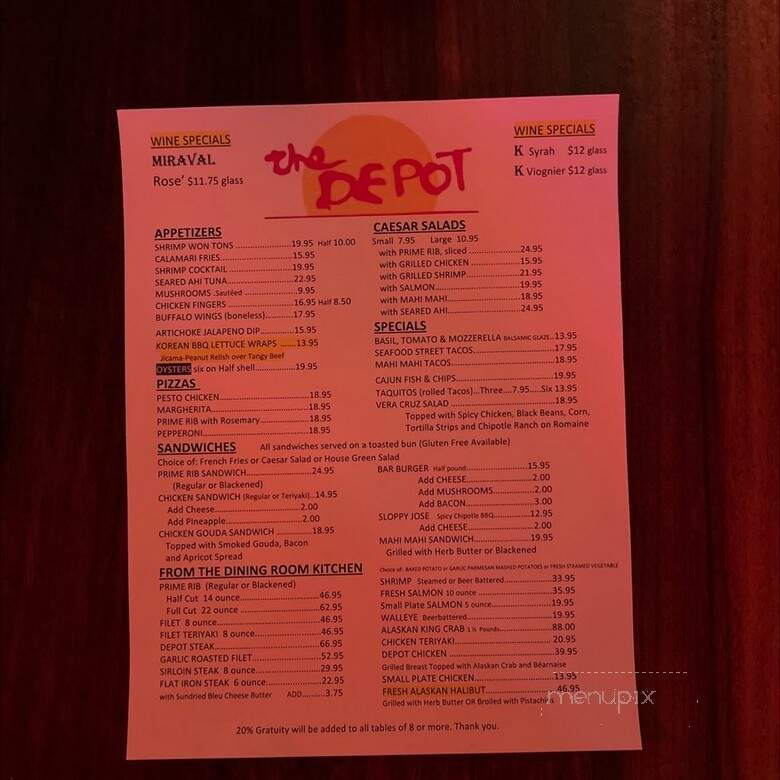 WINE SPECIALS
MIRAVAL
Rose' $11.75 glass
the DEPOT
WINE SPECIALS
K Syrah $12 glass
K Viognier $12 glass
APPETIZERS
SHRIMP WON TONS ......................19.95 Half 10.00
CALAMARI FRIES.........................15.95
SHRIMP COCKTAIL .....................19.95
SEARED AHI TUNA......................22.95
MUSHROOMS .Sautéed ..................9.95
CHICKEN FINGERS ......................16.95 Half 8.50
BUFFALO WINGS (boneless)..........17.95
ARTICHOKE JALAPENO DIP............15.95
KOREAN BBQ LETTUCE WRAPS ......13.95
Jicama-Peanut Relish over Tangy Beef
OYSTERS six on Half shell..............19.95
PIZZAS
PESTO CHICKEN..............................18.95
MARGHERITA.................................18.95
PRIME RIB with Rosemary................18.95
PEPPERONI....................................18.95
CAESAR SALADS
Small 7.95 Large 10.95
with PRIME RIB, sliced ......................24.95
with GRILLED CHICKEN .....................15.95
with GRILLED SHRIMP.......................21.95
with SALMON..................................19.95
with MAHI MAHI..............................18.95
with SEARED AHI..............................24.95
SPECIALS
BASIL, TOMATO & MOZZERELLA BALSAMIC GLAZE...13.95
SEAFOOD STREET TACOS........................17.95
MAHI MAHI TACOS...............................18.95
CAJUN FISH & CHIPS..............................19.95
TAQUITOS (rolled Tacos)...Three....7.95.....Six 13.95
VERA CRUZ SALAD ................................18.95
Topped with Spicy Chicken, Black Beans, Corn,
Tortilla Strips and Chipotle Ranch on Romaine
SANDWICHES All sandwiches served on a toasted bun (Gluten Free Available)
Choice of: French Fries or Caesar Salad or House Green Salad
PRIME RIB SANDWICH........................24.95
(Regular or Blackened)
CHICKEN SANDWICH (Regular or Teriyaki)...14.95
Add Cheese................................2.00
Add Pineapple............................2.00
CHICKEN GOUDA SANDWICH ..............18.95
Topped with Smoked Gouda, Bacon
and Apricot Spread
BAR BURGER Half pound........................15.95
Add CHEESE.........................2.00
Add MUSHROOMS................2.00
Add BACON..........................3.00
SLOPPY JOSE Spicy Chipotle BBQ.............12.95
Add CHEESE.........................2.00
MAHI MAHI SANDWICH.......................19.95
Grilled with Herb Butter or Blackened
FROM THE DINING ROOM KITCHEN
PRIME RIB (Regular or Blackened)
Half Cut 14 ounce ..........................46.95
Full Cut 22 ounce ...........................62.95
FILET 8 ounce.................................46.95
FILET TERIYAKI 8 ounce.....................46.95
DEPOT STEAK..................................66.95
GARLIC ROASTED FILET.....................52.95
SIRLOIN STEAK 8 ounce....................29.95
FLAT IRON STEAK 6 ounce.................22.95
with Sundried Bleu Cheese Butter ADD..........3.75
Choice of: BAKED POTATO or GARLIC PARMESAN MASHED POTATOES or FRESH STEAMED VEGETABLE
SHRIMP Steamed or Beer Battered.................33.95
FRESH SALMON 10 ounce .........................35.95
Small Plate SALMON 5 ounce.....................19.95
WALLEYE Beerbattered............................19.95
ALASKAN KING CRAB 1 ½ Pounds..................88.00
CHICKEN TERIYAKI................................20.95
DEPOT CHICKEN ..................................39.95
Grilled Breast Topped with Alaskan Crab and Béarnaise
SMALL PLATE CHICKEN..........................13.95
FRESH ALASKAN HALIBUT.......................46.95
Grilled with Herb Butter OR Broiled with Pistachios
menupix
20% Gratuity will be added to all tables of 8 or more. Thank you.